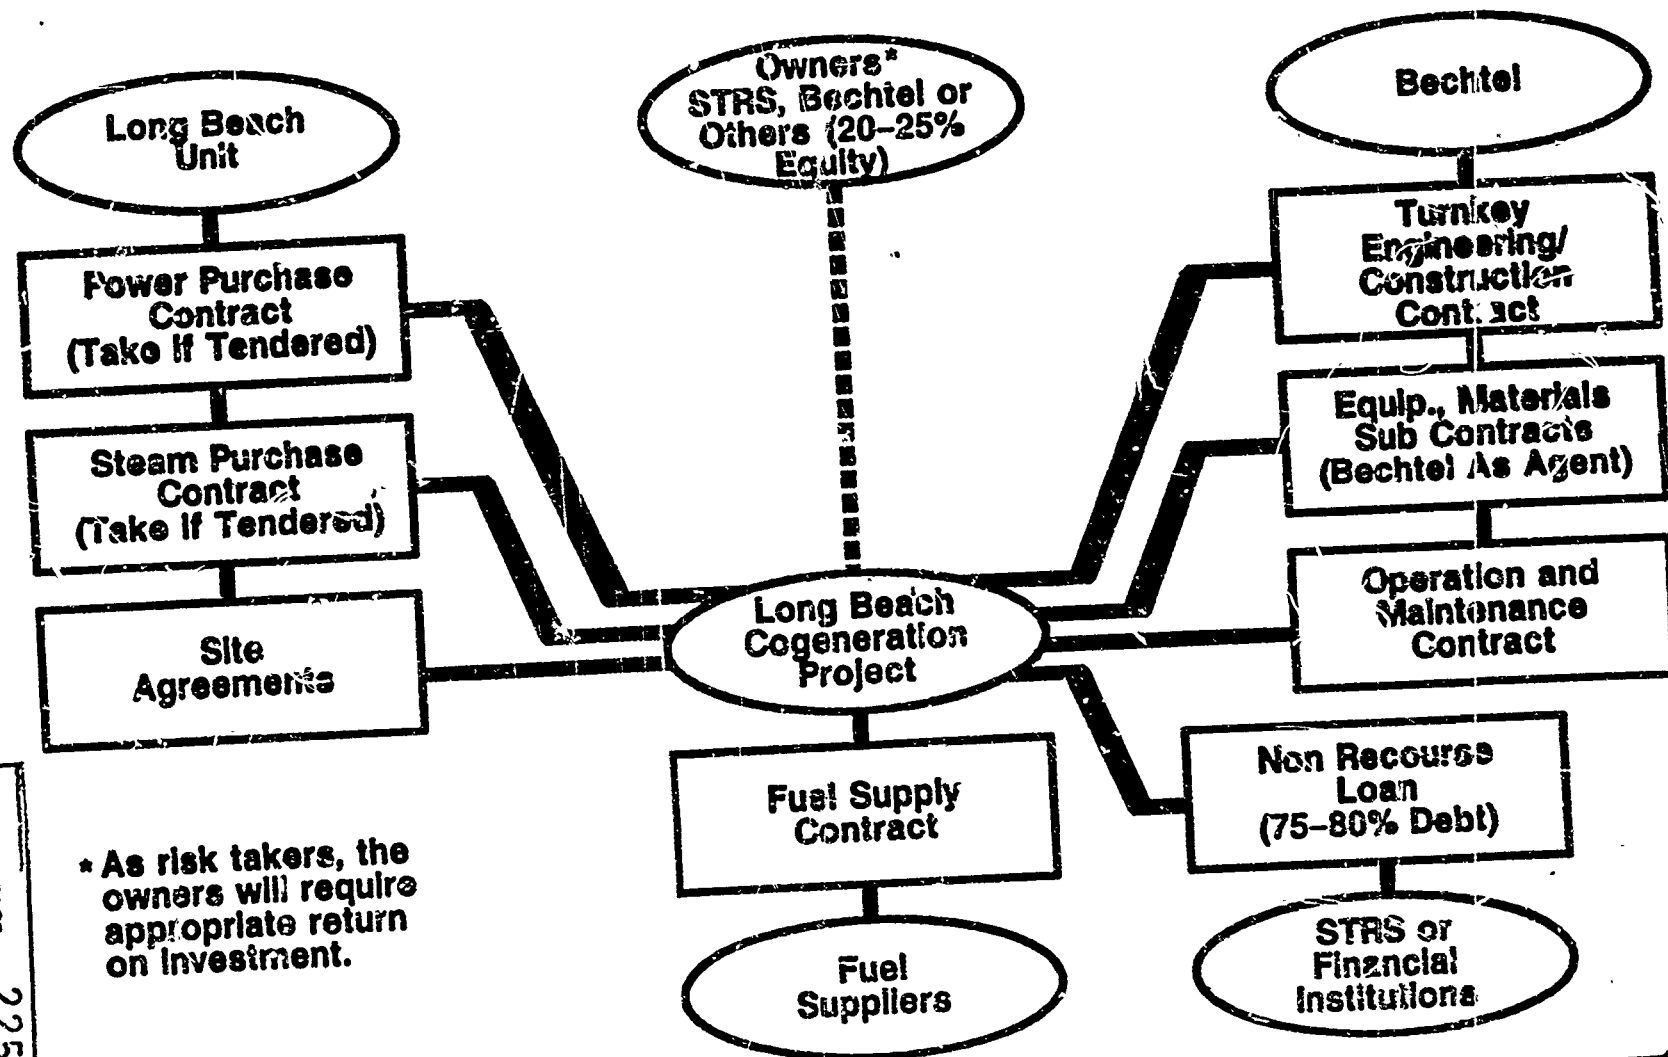 Long Beach
Unit
Power Purchase
Contract
(Take If Tendered)
Steam Purchase
Contract
(Take If Tendered)
Site
Agreements
* As risk takers, the
owners will require
appropriate return
on investment.
Owners*
STRS, Bechtel or
Others (20-25%
Equity)
Long Beach
Cogeneration
Project
Fuel Supply
Contract
Fuel
Suppliers
Bechtel
Turnkey
Engineering/
Construction
Contract
Equip., Materials
Sub Contracts
(Bechtel As Agent)
Operation and
Maintenance
Contract
Non Recourse
Loan
(75-80% Debt)
STRS or
Financial
Institutions
225